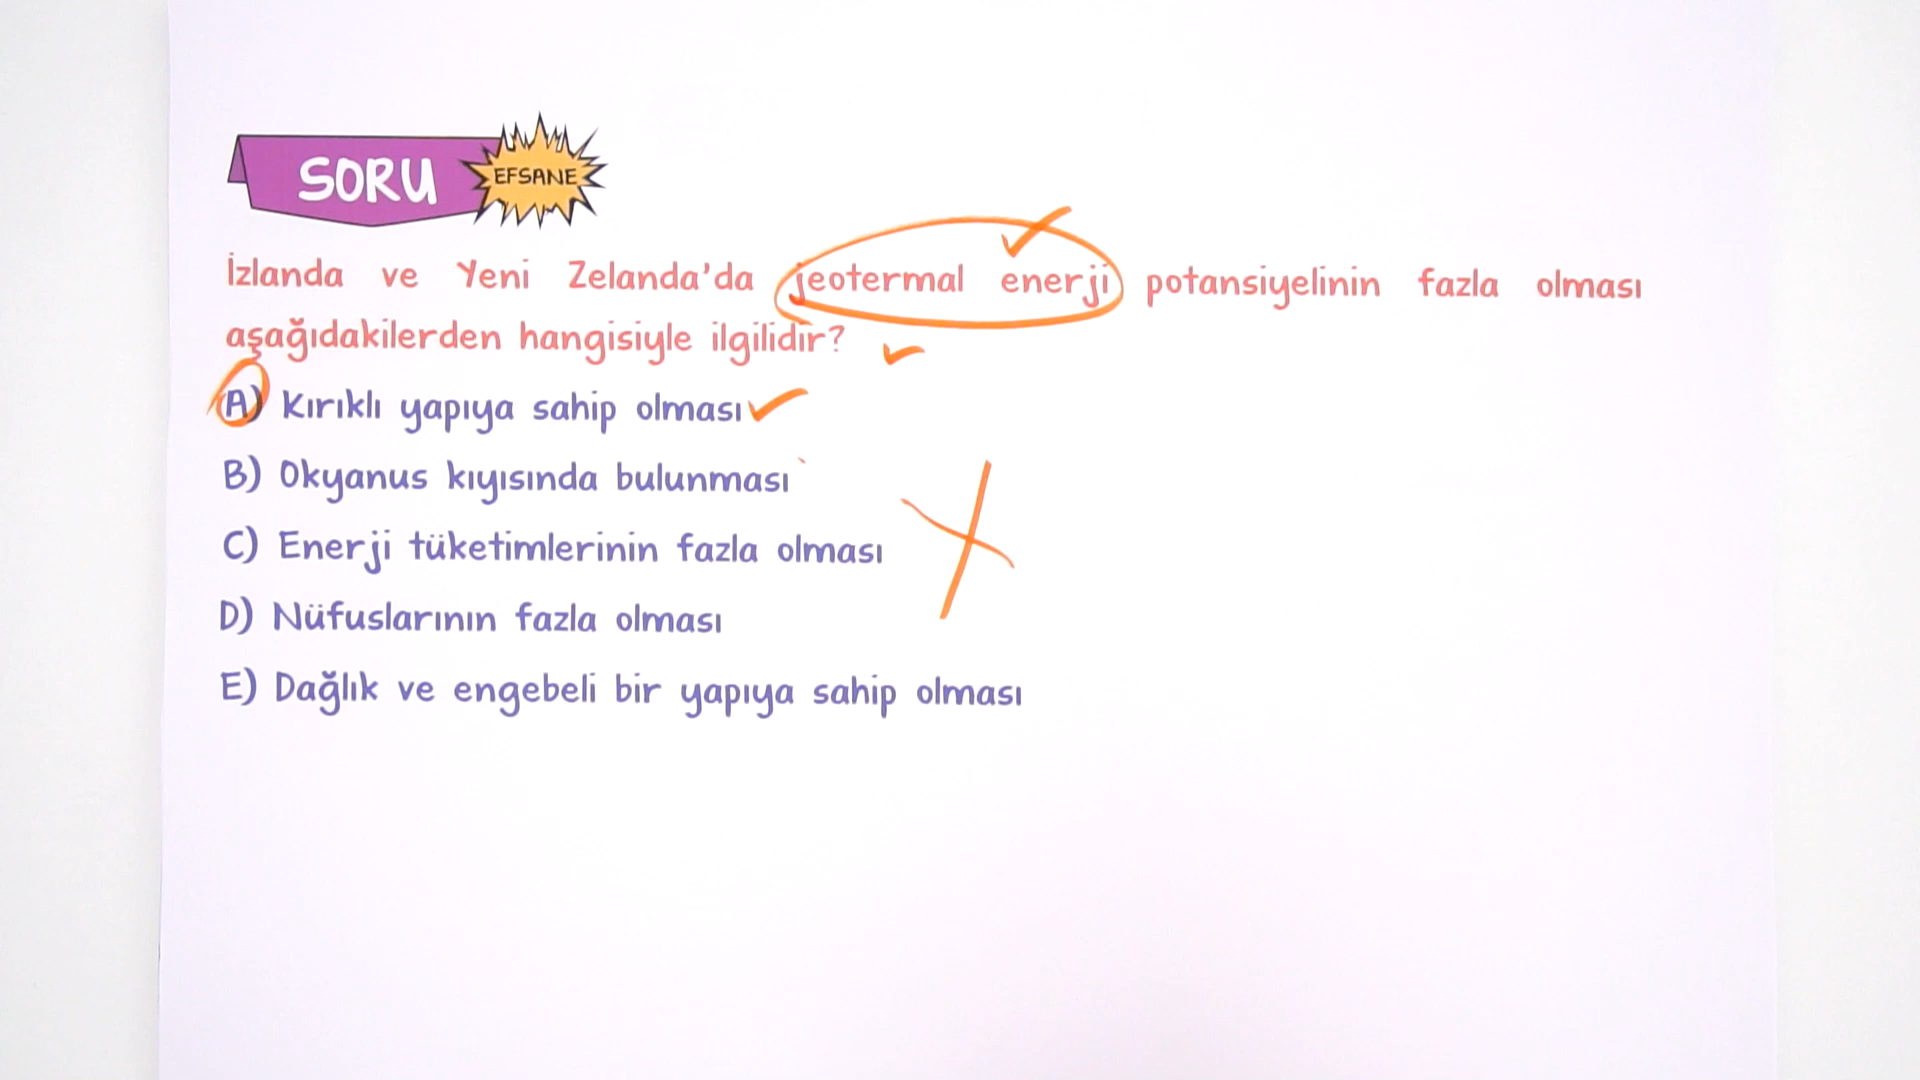 SORU
EFSANE
İzlanda ve Yeni Zelanda'da jeotermal enerji potansiyelinin fazla olması
aşağıdakilerden hangisiyle ilgilidir?
A) Kırıklı yapıya sahip olması
B) Okyanus kıyısında bulunması
C) Enerji tüketimlerinin fazla olması
D) Nüfuslarının fazla olması
E) Dağlık ve engebeli bir yapıya sahip olması